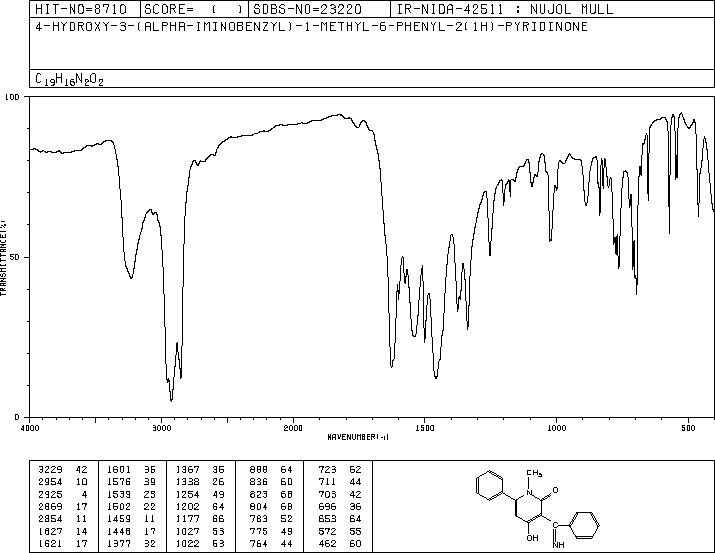 HIT-NO=8710 SCORE= ( ) SDBS-NO=23220 IR-NIDA-42511 : NUJOL MULL
4-HYDROXY-3-(ALPHA-IMINOBENZYL)-1-METHYL-6-PHENYL-2(1H)-PYRIDINONE
C19H16N2O2
100
TRANSMITTANCE(%)
50
0
4000 3000 2000 1500 1000 500
WAVENUMBER(-1)
3229 42 1601 36 1367 36 888 64 723 62
2954 10 1576 39 1338 26 836 60 711 44
2925 4 1539 25 1254 49 823 68 703 42
2869 17 1502 22 1202 64 804 68 696 36
2854 11 1459 11 1177 66 783 52 653 64
1627 14 1448 17 1027 53 775 49 572 55
1621 17 1377 32 1022 53 764 44 462 60
CH3
N
O
C
OH
NH